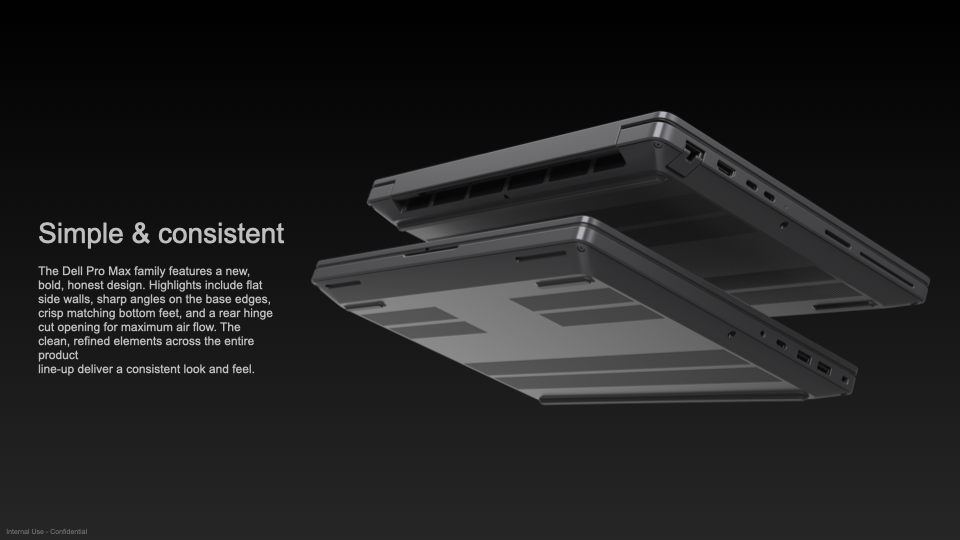 Simple & consistent
The Dell Pro Max family features a new,
bold, honest design. Highlights include flat
side walls, sharp angles on the base edges,
crisp matching bottom feet, and a rear hinge
cut opening for maximum air flow. The
clean, refined elements across the entire
product
line-up deliver a consistent look and feel.
Internal Use - Confidential